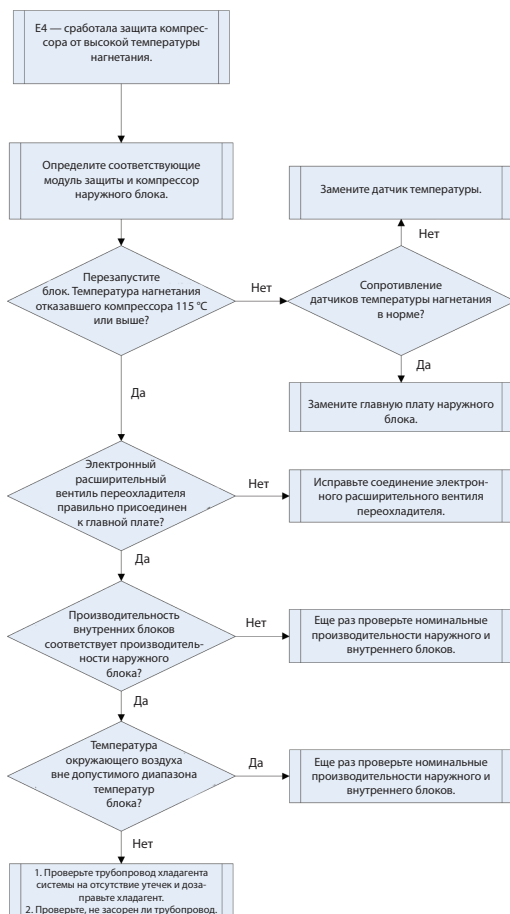 E4 — сработала защита компрес-
сора от высокой температуры
нагнетания.
Определите соответствующие
модуль защиты и компрессор
наружного блока.
Замените датчик температуры.
Нет
Перезапустите
блок. Температура нагнетания
отказавшего компрессора 115 °C
или выше?
Нет
Сопротивление
датчиков температуры нагнетания
в норме?
Да
Замените главную плату наружного
блока.
Да
Электронный
расширительный
вентиль переохладителя
правильно присоединен
к главной плате?
Нет
Исправьте соединение электрон-
ного расширительного вентиля
переохладителя.
Да
Производительность
внутренних блоков
соответствует производитель-
ности наружного
блока?
Нет
Еще раз проверьте номинальные
производительности наружного и
внутреннего блоков.
Да
Температура
окружающего воздуха
вне допустимого диапазона
температур
блока?
Да
Еще раз проверьте номинальные
производительности наружного и
внутреннего блоков.
Нет
1. Проверьте трубопровод хладагента
системы на отсутствие утечек и доза-
правьте хладагент.
2. Проверьте, не засорен ли трубопровод.